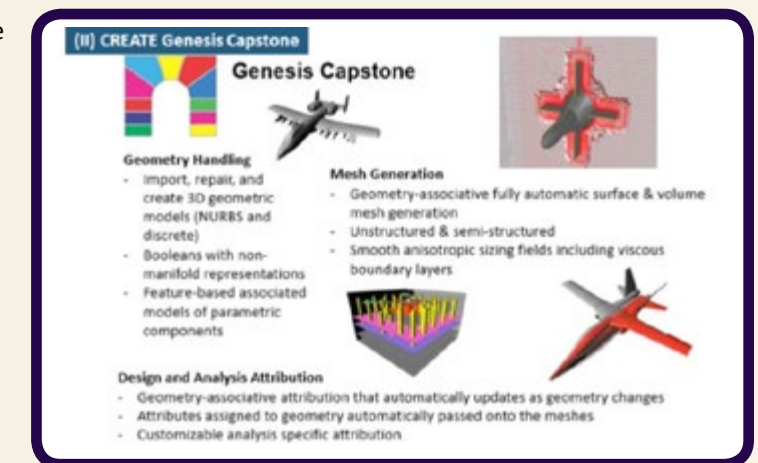 e
(II) CREATE Genesis Capstone
Genesis Capstone
Geometry Handling
- Import, repair, and
create 3D geometric
models (NURBS and
discrete)
- Booleans with non-
manifold representations
- Feature-based associated
models of parametric
components
Mesh Generation
- Geometry-associative fully automatic surface & volume
mesh generation
- Unstructured & semi-structured
- Smooth anisotropic sizing fields including viscous
boundary layers
Design and Analysis Attribution
- Geometry-associative attribution that automatically updates as geometry changes
- Attributes assigned to geometry automatically passed onto the meshes
- Customizable analysis specific attribution